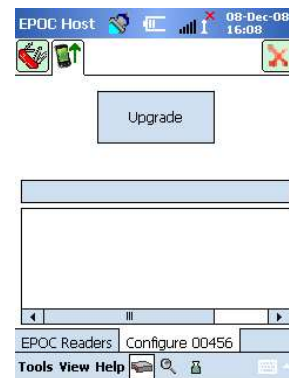 EPOC Host 08-Dec-08
16:08
Upgrade
EPOC Readers Configure 00456
Tools View Help